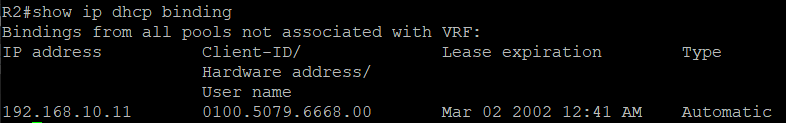 R2#show ip dhcp binding
Bindings from all pools not associated with VRF:
IP address Client-ID/ Lease expiration Type
Hardware address/
User name
192.168.10.11 0100.5079.6668.00 Mar 02 2002 12:41 AM Automatic